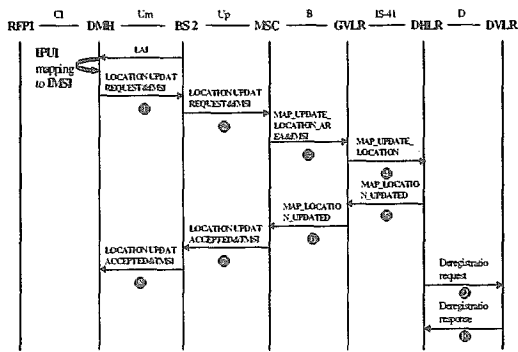 CI Um Up B IS-41 D
RFPI DMH BS 2 MSC GVLR DHLR DVLR
LAI
IPUI
mapping
to IMSI
LOCATION UPDAT
REQUEST&IMSI
LOCATION UPDAT
REQUEST&IMSI
MAP_UPDATE_
LOCATION_AR
EA&IMSI
MAP_UPDATE_
LOCATION
MAP_LOCATIO
N_UPDATED
MAP_LOCATIO
N_UPDATED
LOCATION UPDAT
ACCEPTED&TMSI
LOCATION UPDAT
ACCEPTED&TMSI
Deregistratio
request
Deregistratio
response